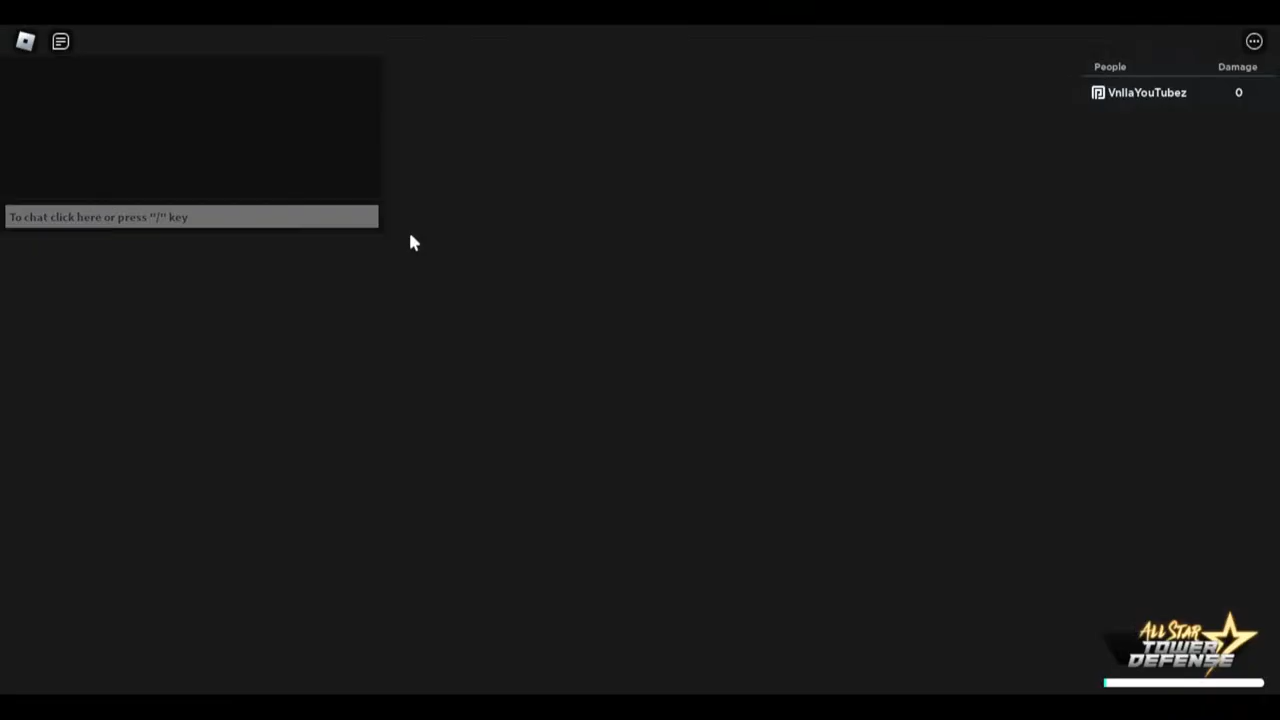 People Damage
VnllaYouTubez 0
To chat click here or press "/" key
ALL STAR
TOWER
DEFENSE